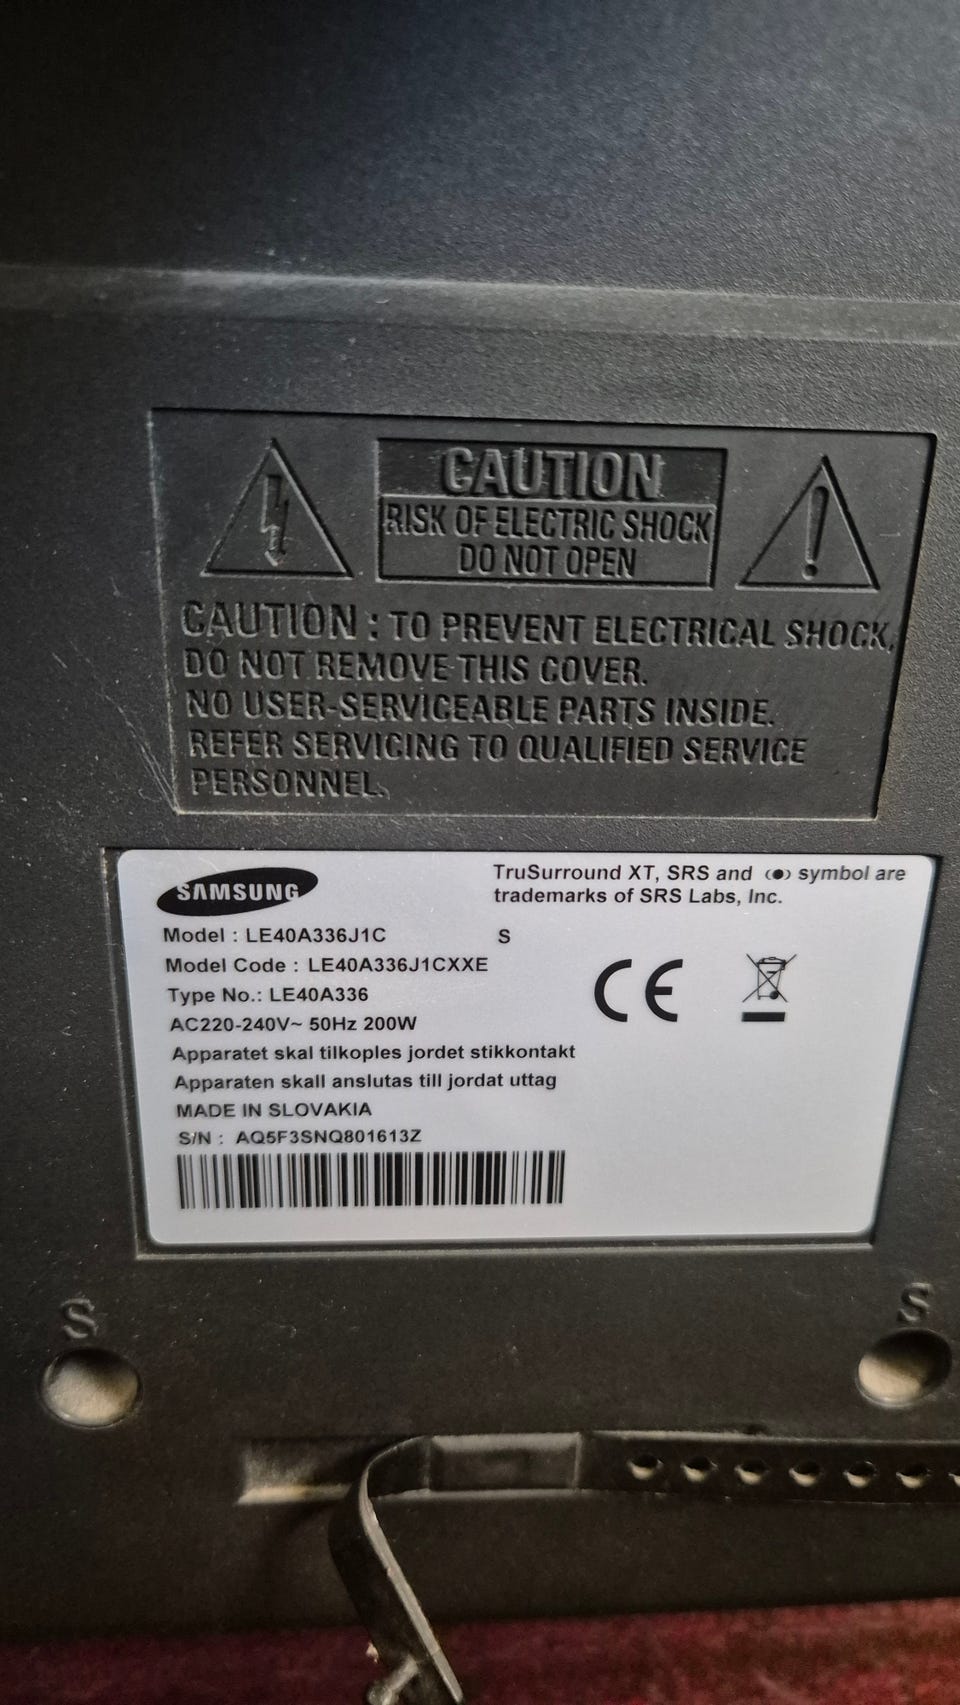 CAUTION
RISK OF ELECTRIC SHOCK
DO NOT OPEN
CAUTION : TO PREVENT ELECTRICAL SHOCK,
DO NOT REMOVE THIS COVER.
NO USER-SERVICEABLE PARTS INSIDE.
REFER SERVICING TO QUALIFIED SERVICE
PERSONNEL.
SAMSUNG
TruSurround XT, SRS and (●) symbol are
trademarks of SRS Labs, Inc.
Model : LE40A336J1C
S
Model Code : LE40A336J1CXXE
Type No.: LE40A336
AC220-240V~ 50Hz 200W
CE
Apparatet skal tilkoples jordet stikkontakt
Apparaten skall anslutas till jordat uttag
MADE IN SLOVAKIA
S/N : AQ5F3SNQ801613Z
S
S